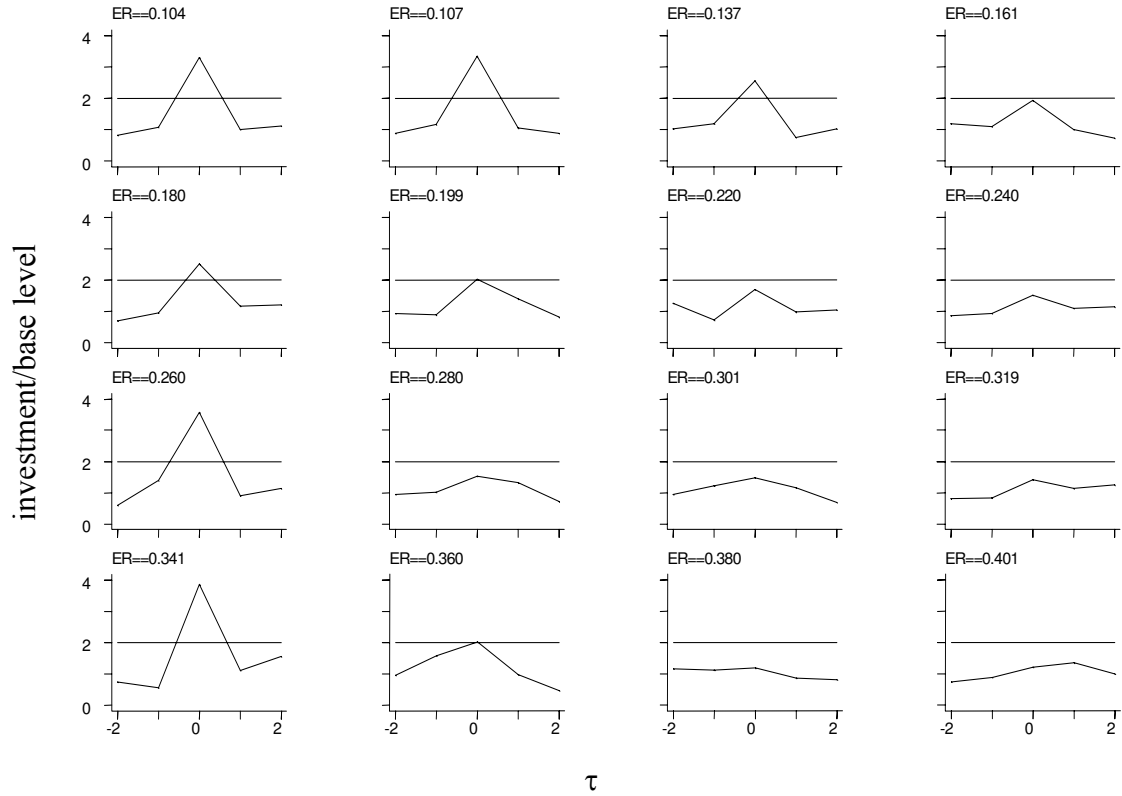 ER==0.104 ER==0.107 ER==0.137 ER==0.161
4
2
0
ER==0.180 ER==0.199 ER==0.220 ER==0.240
4
2
0
ER==0.260 ER==0.280 ER==0.301 ER==0.319
4
2
0
ER==0.341 ER==0.360 ER==0.380 ER==0.401
4
2
0
-2 0 2 -2 0 2 -2 0 2 -2 0 2
investment/base level
τ